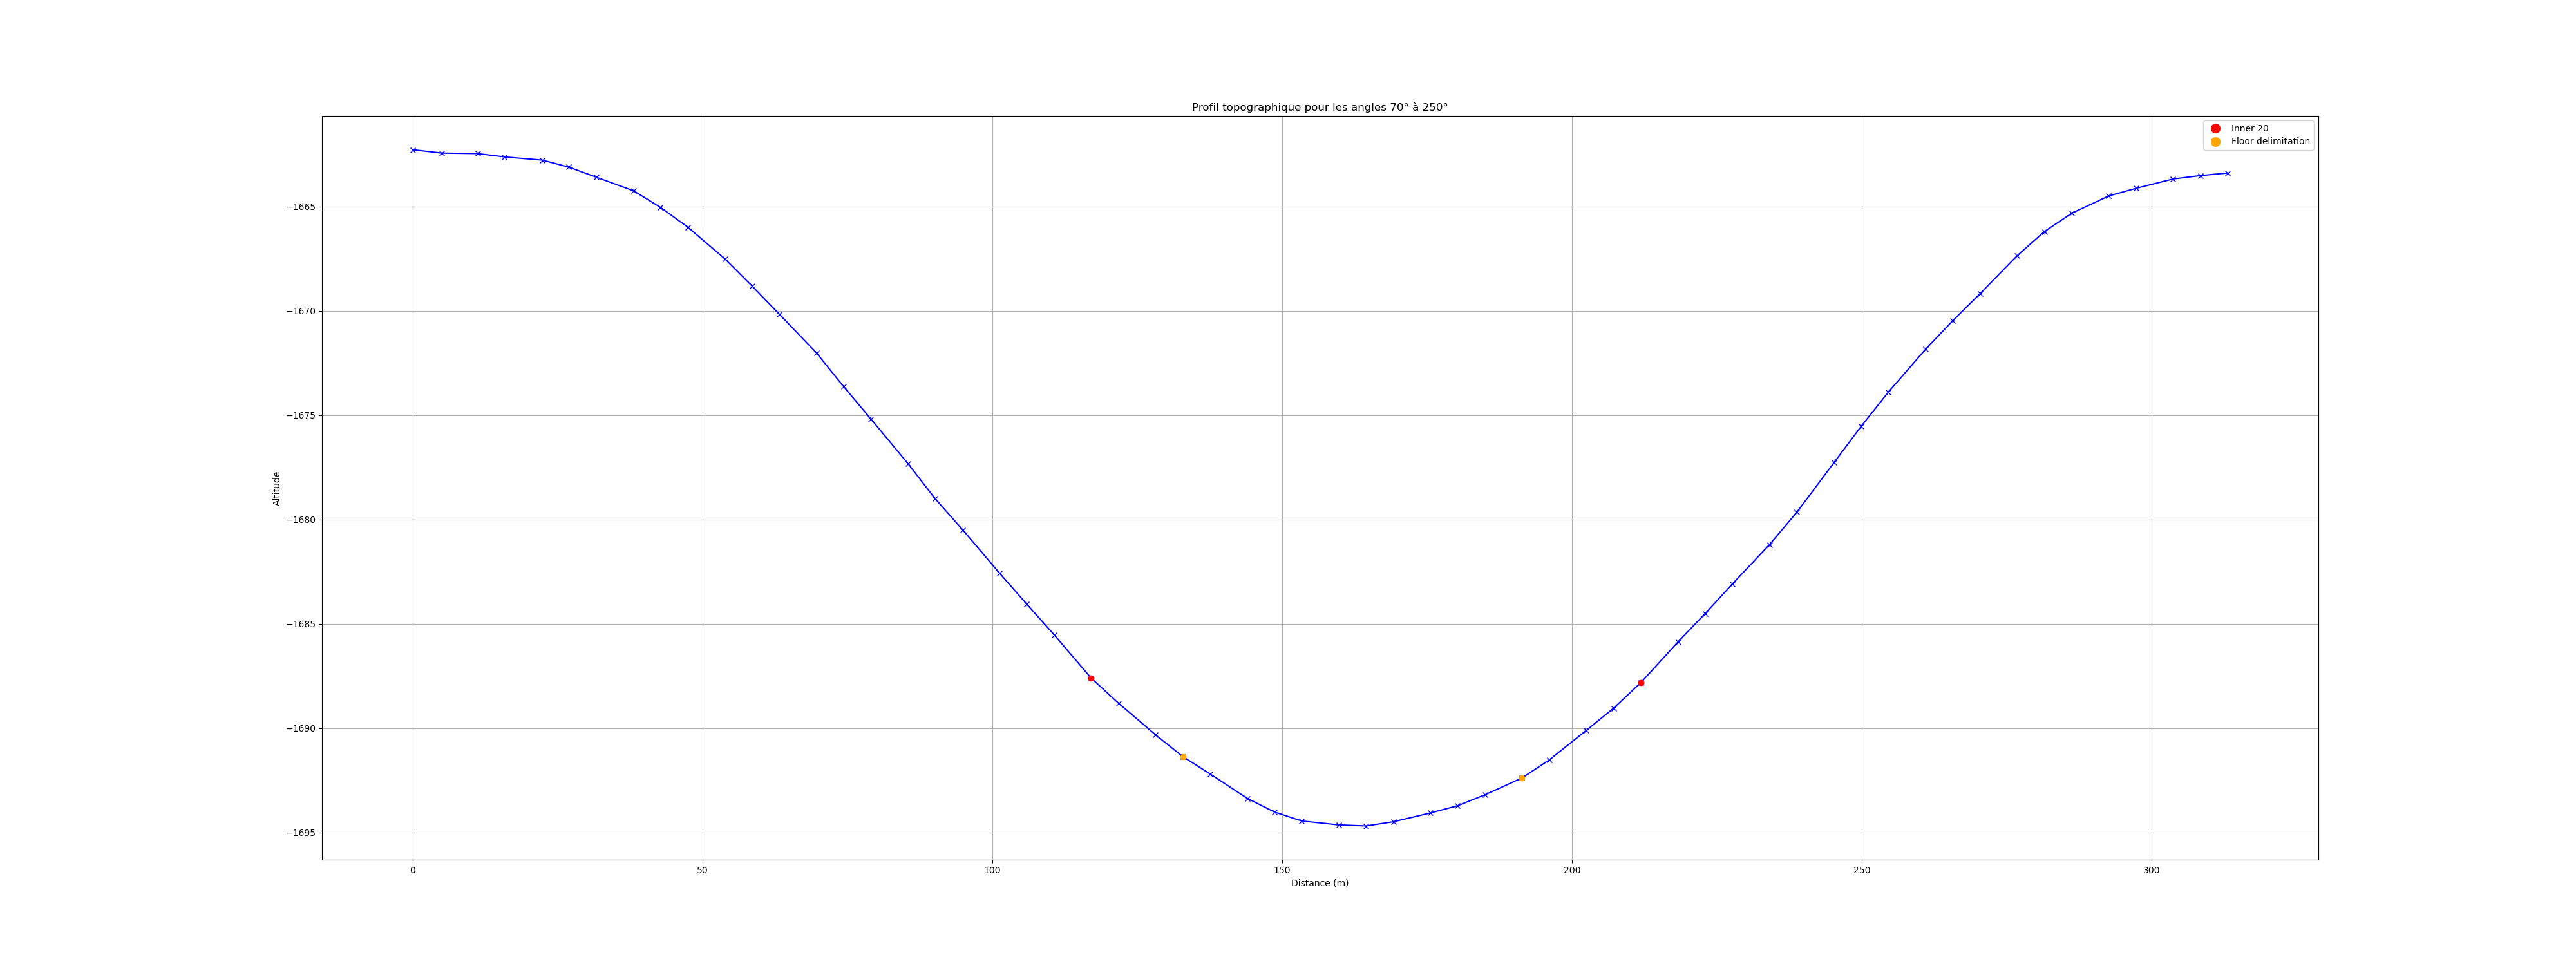 Profil topographique pour les angles 70° à 250°
Inner 20
Floor delimitation
−1665
−1670
−1675
−1680
−1685
−1690
−1695
Altitude
0 50 100 150 200 250 300
Distance (m)